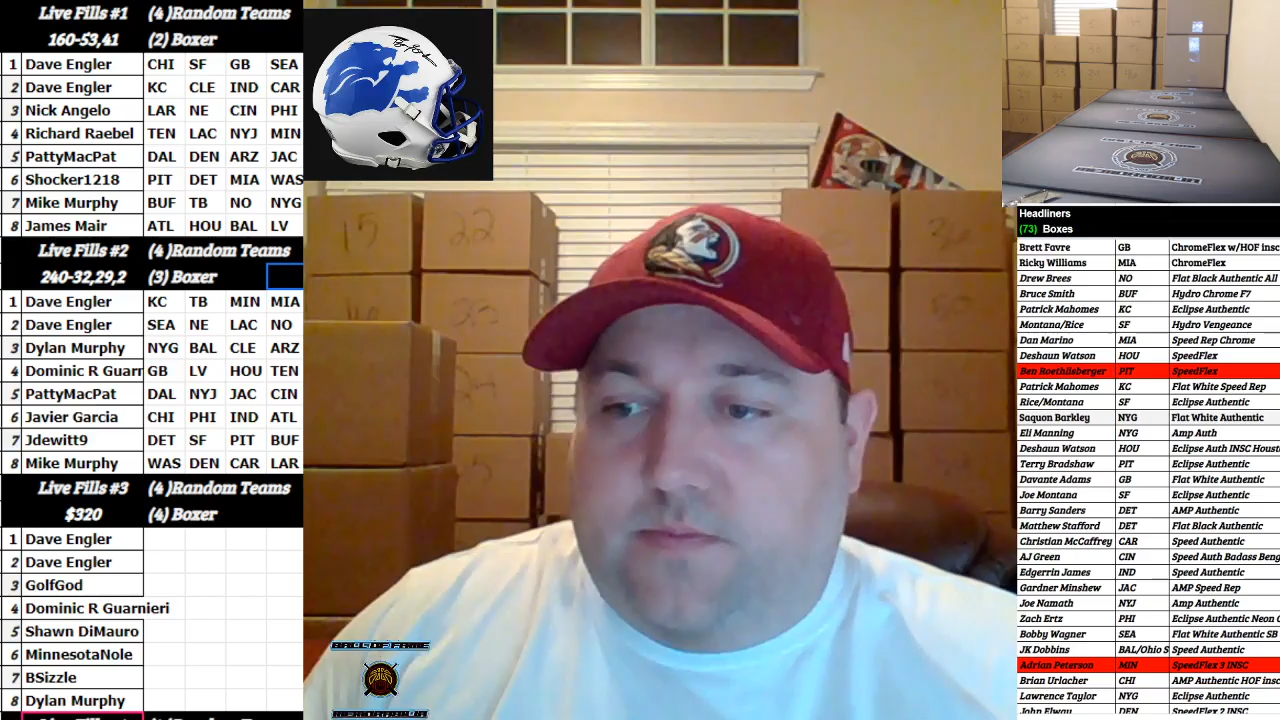 Live Fills #1 (4 )Random Teams
160-53,41 (2) Boxer
1 Dave Engler CHI SF GB SEA
2 Dave Engler KC CLE IND CAR
3 Nick Angelo LAR NE CIN PHI
4 Richard Raebel TEN LAC NYJ MIN
5 PattyMacPat DAL DEN ARZ JAC
6 Shocker1218 PIT DET MIA WAS
7 Mike Murphy BUF TB NO NYG
8 James Mair ATL HOU BAL LV
Live Fills #2 (4 )Random Teams
240-32,29,2 (3) Boxer
1 Dave Engler KC TB MIN MIA
2 Dave Engler SEA NE LAC NO
3 Dylan Murphy NYG BAL CLE ARZ
4 Dominic R Guarr GB LV HOU TEN
5 PattyMacPat DAL NYJ JAC CIN
6 Javier Garcia CHI PHI IND ATL
7 Jdewitt9 DET SF PIT BUF
8 Mike Murphy WAS DEN CAR LAR
Live Fills #3 (4 )Random Teams
$320 (4) Boxer
1 Dave Engler
2 Dave Engler
3 GolfGod
4 Dominic R Guarnieri
5 Shawn DiMauro
6 MinnesotaNole
7 BSizzle
8 Dylan Murphy
15
22
Headliners
(73) Boxes
Brett Favre GB ChromeFlex w/HOF insc
Ricky Williams MIA ChromeFlex
Drew Brees NO Flat Black Authentic All
Bruce Smith BUF Hydro Chrome F7
Patrick Mahomes KC Eclipse Authentic
Montana/Rice SF Hydro Vengeance
Dan Marino MIA Speed Rep Chrome
Deshaun Watson HOU SpeedFlex
Ben Roethlisberger PIT SpeedFlex
Patrick Mahomes KC Flat White Speed Rep
Rice/Montana SF Eclipse Authentic
Saquon Barkley NYG Flat White Authentic
Eli Manning NYG Amp Auth
Deshaun Watson HOU Eclipse Auth INSC Houst
Terry Bradshaw PIT Eclipse Authentic
Davante Adams GB Flat White Authentic
Joe Montana SF Eclipse Authentic
Barry Sanders DET AMP Authentic
Matthew Stafford DET Flat Black Authentic
Christian McCaffrey CAR Speed Authentic
AJ Green CIN Speed Auth Badass Beng
Edgerrin James IND Speed Authentic
Gardner Minshew JAC AMP Speed Rep
Joe Namath NYJ Amp Authentic
Zach Ertz PHI Eclipse Authentic Neon G
Bobby Wagner SEA Flat White Authentic SB
JK Dobbins BAL/Ohio S Speed Authentic
Adrian Peterson MIN SpeedFlex 3 INSC
Brian Urlacher CHI AMP Authentic HOF insc
Lawrence Taylor NYG Eclipse Authentic
John Elway DEN SpeedFlex 2 INSC